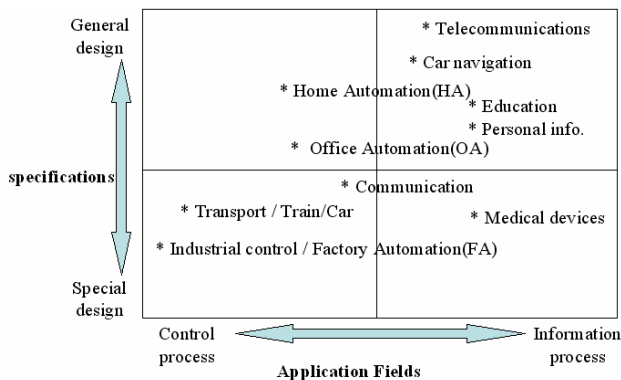 General
design
* Telecommunications
* Car navigation
* Home Automation(HA)
* Education
* Personal info.
* Office Automation(OA)
specifications
* Communication
* Transport / Train/Car
* Medical devices
* Industrial control / Factory Automation(FA)
Special
design
Control
process
Information
process
Application Fields